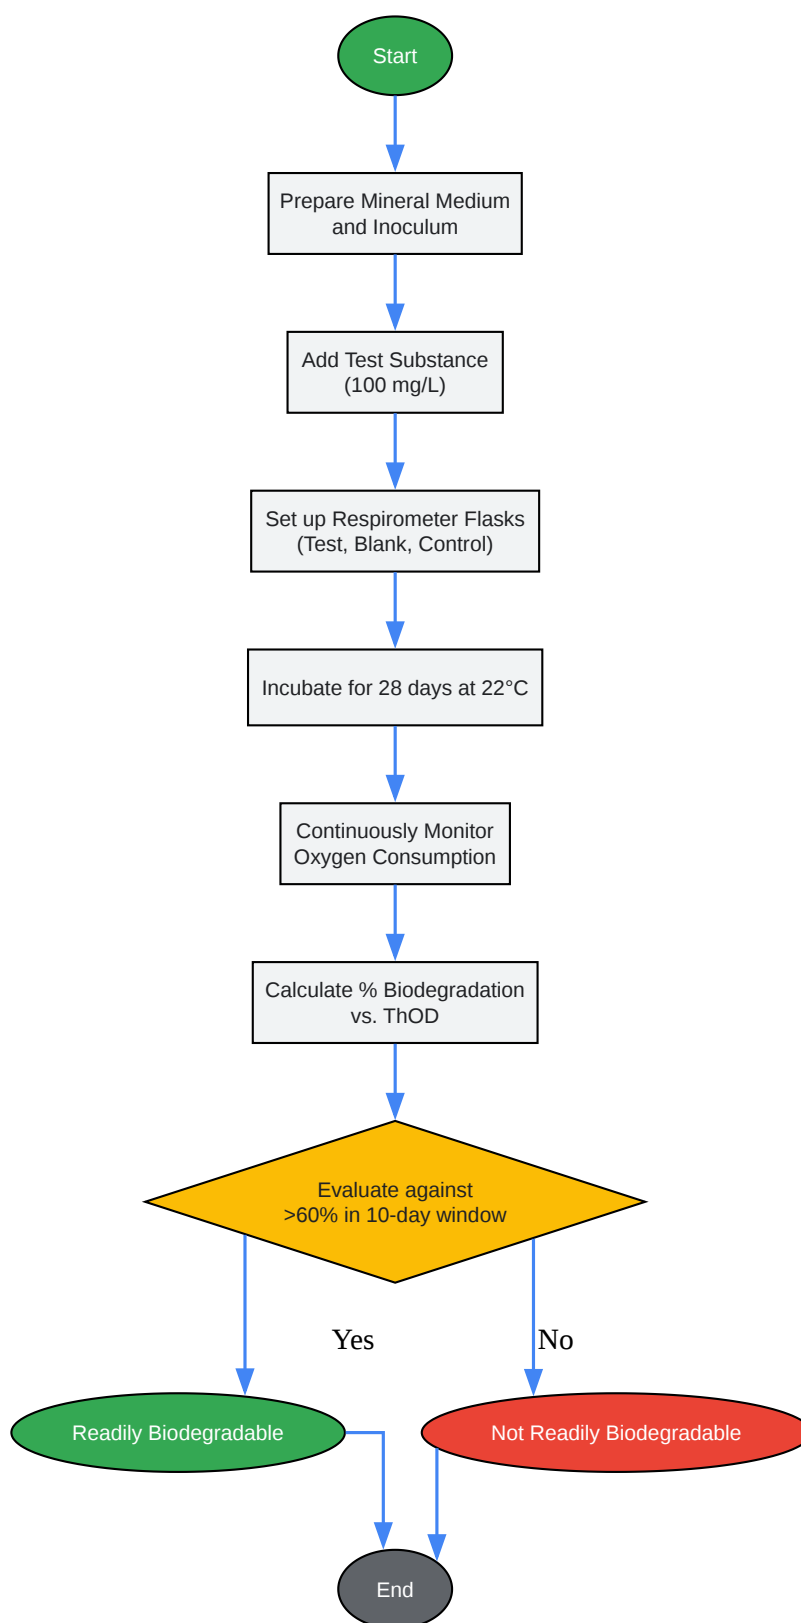 Start
Prepare Mineral Medium
and Inoculum
Add Test Substance
(100 mg/L)
Set up Respirometer Flasks
(Test, Blank, Control)
Incubate for 28 days at 22°C
Continuously Monitor
Oxygen Consumption
Calculate % Biodegradation
vs. ThOD
Evaluate against
>60% in 10-day window
Yes
No
Readily Biodegradable
Not Readily Biodegradable
End